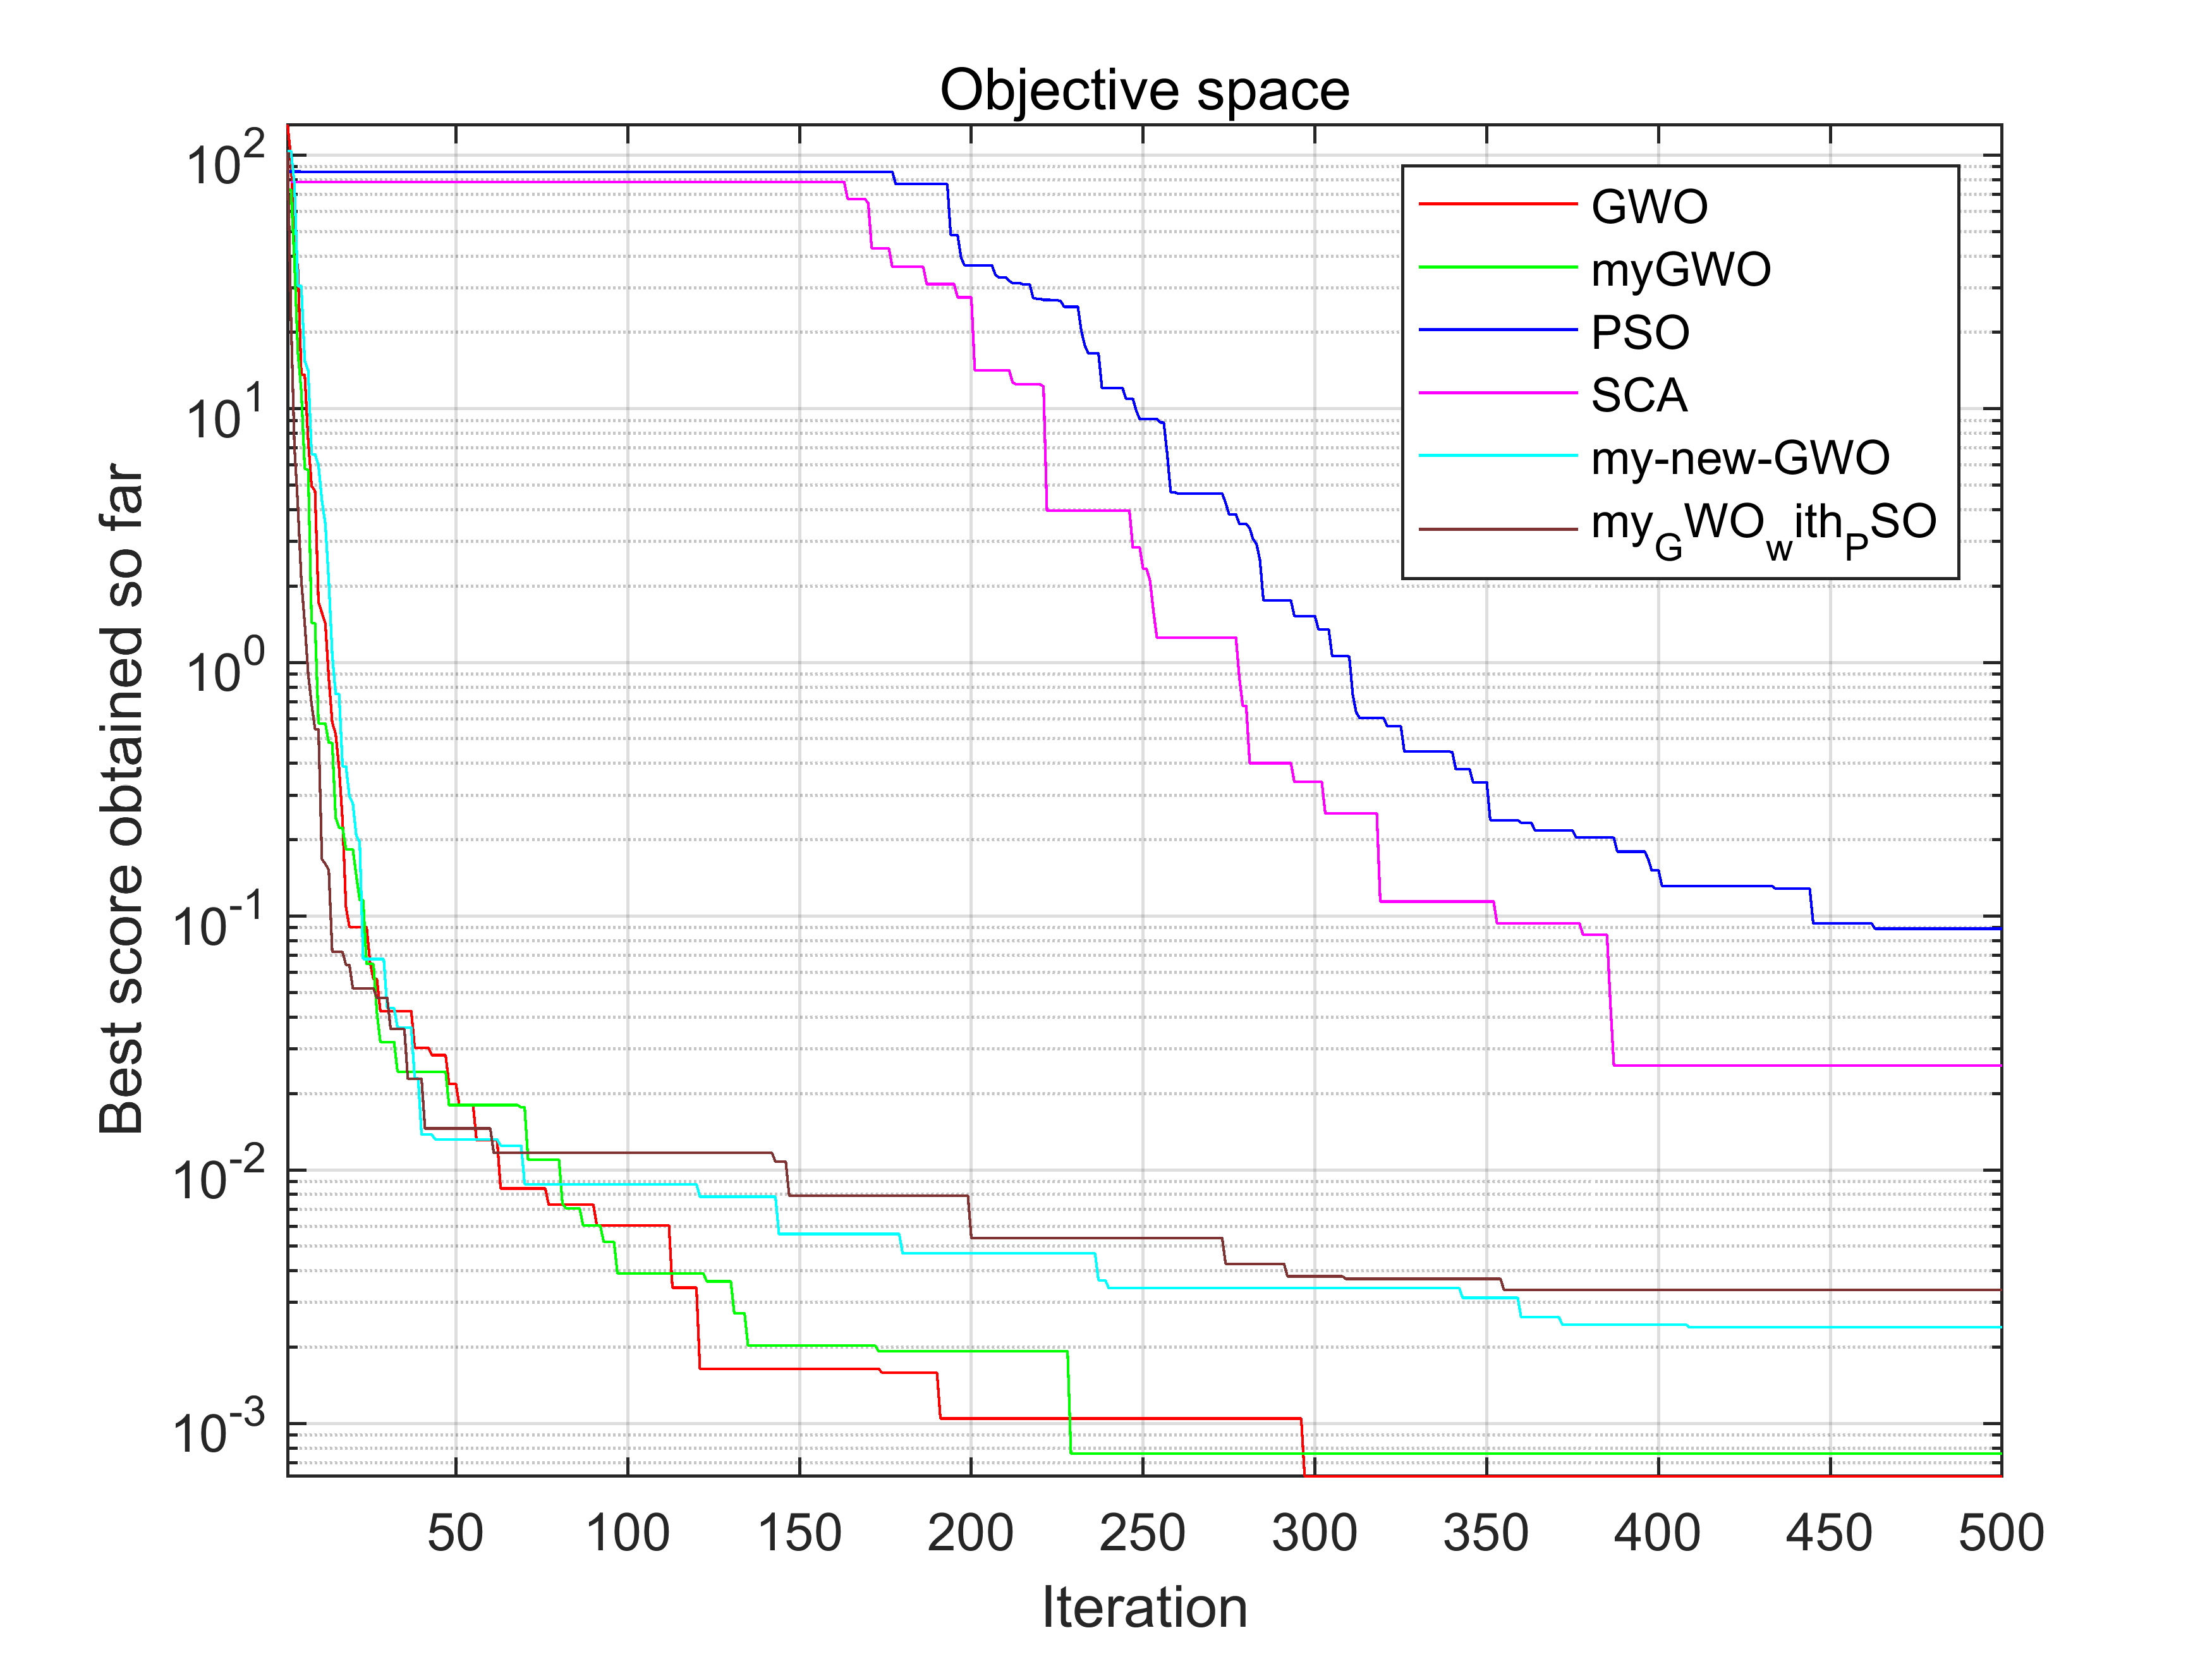 Objective space
10^2
10^1
10^0
10^-1
10^-2
10^-3
Best score obtained so far
GWO
myGWO
PSO
SCA
my-new-GWO
my_GWO_with_PSO
50 100 150 200 250 300 350 400 450 500
Iteration